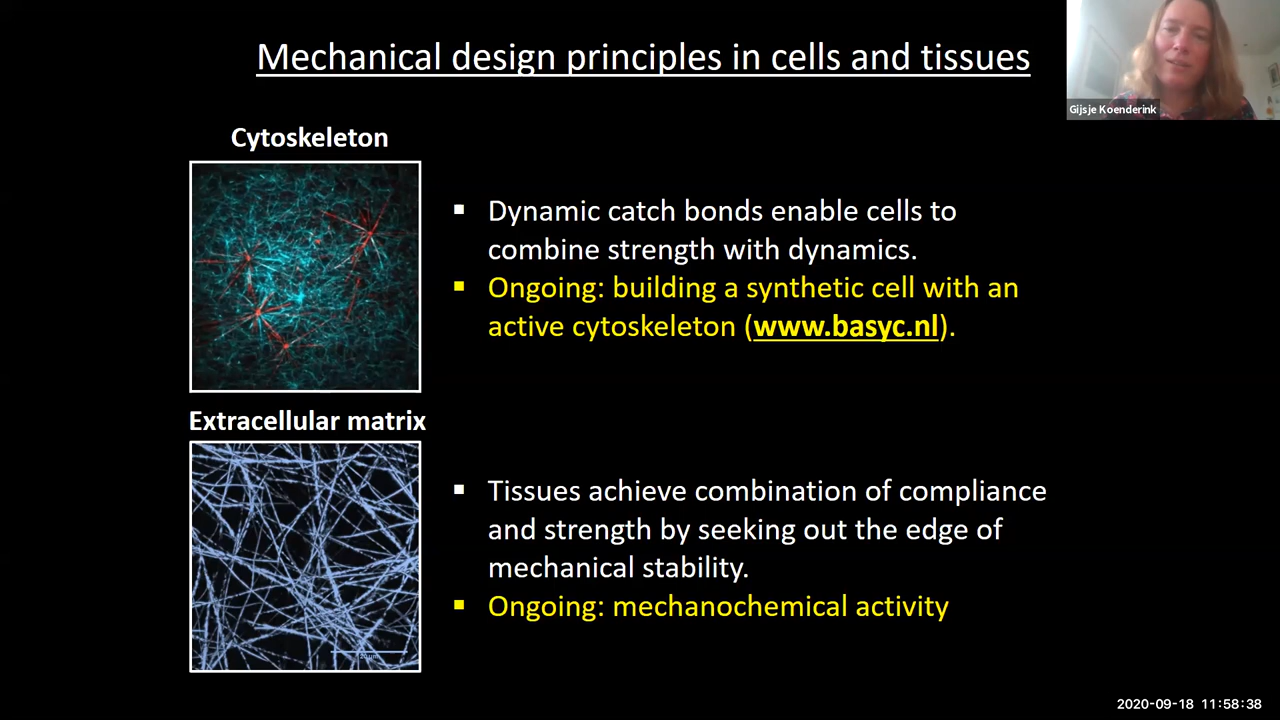 Mechanical design principles in cells and tissues
Gijsje Koenderink
Cytoskeleton
Dynamic catch bonds enable cells to
combine strength with dynamics.
Ongoing: building a synthetic cell with an
active cytoskeleton (www.basyc.nl).
Extracellular matrix
Tissues achieve combination of compliance
and strength by seeking out the edge of
mechanical stability.
Ongoing: mechanochemical activity
2020-09-18 11:58:38